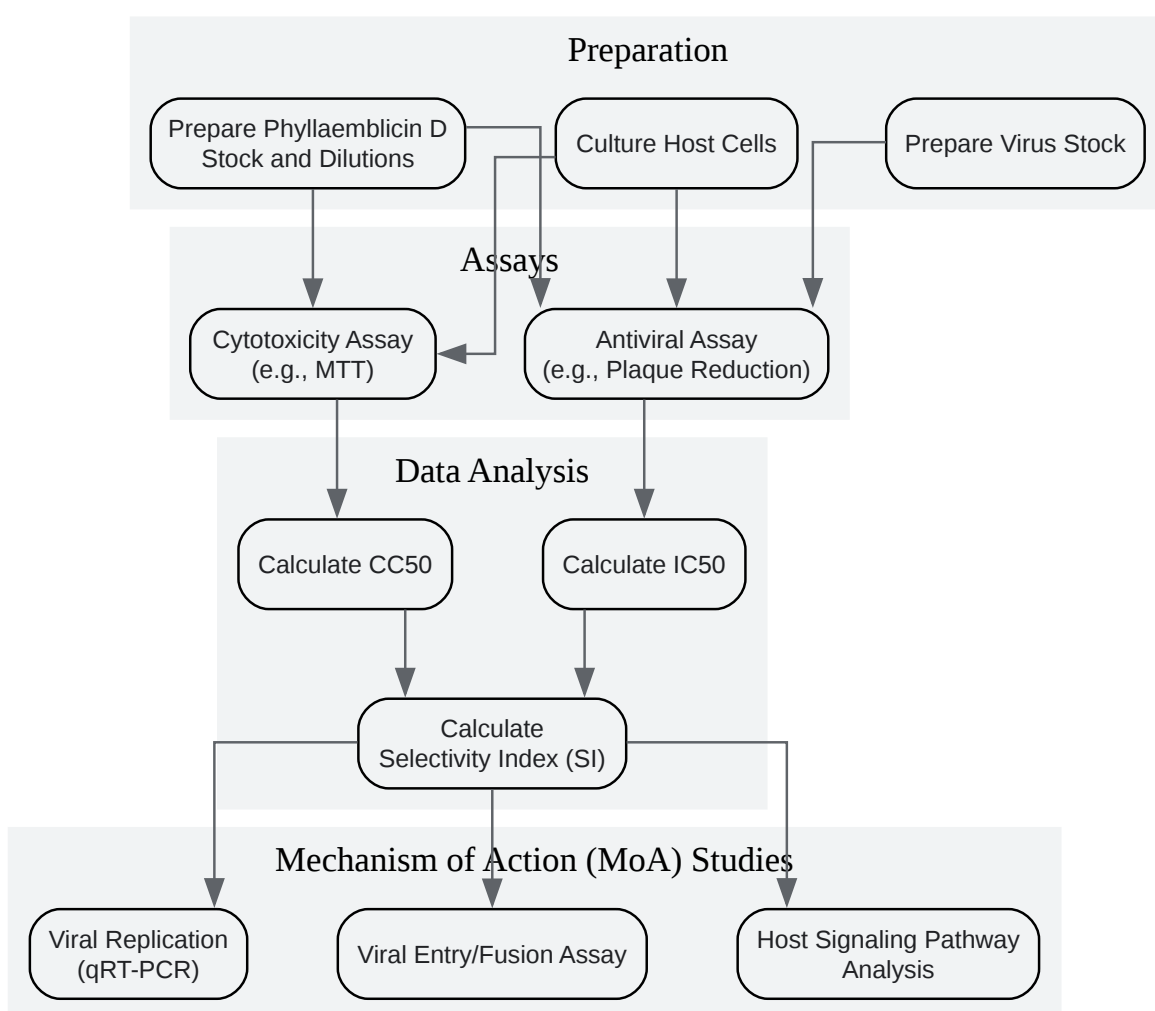 Preparation
Prepare Phyllaemblicin D
Stock and Dilutions
Culture Host Cells
Prepare Virus Stock
Assays
Cytotoxicity Assay
(e.g., MTT)
Antiviral Assay
(e.g., Plaque Reduction)
Data Analysis
Calculate CC50
Calculate IC50
Calculate
Selectivity Index (SI)
Mechanism of Action (MoA) Studies
Viral Replication
(qRT-PCR)
Viral Entry/Fusion Assay
Host Signaling Pathway
Analysis